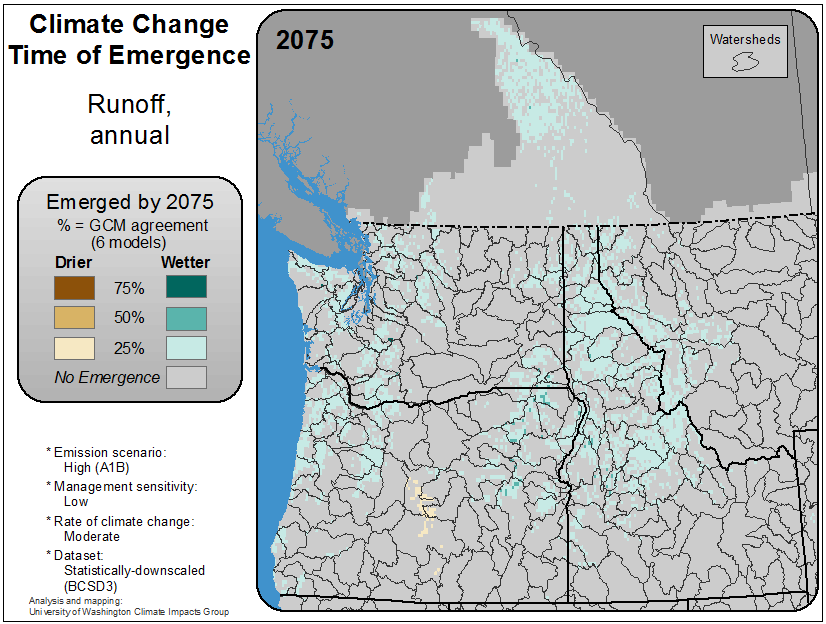 Climate Change
Time of Emergence
Runoff,
annual
Emerged by 2075
% = GCM agreement
(6 models)
Drier Wetter
75%
50%
25%
No Emergence
* Emission scenario:
High (A1B)
* Management sensitivity:
Low
* Rate of climate change:
Moderate
* Dataset:
Statistically-downscaled
(BCSD3)
Analysis and mapping:
University of Washington Climate Impacts Group
2075
Watersheds